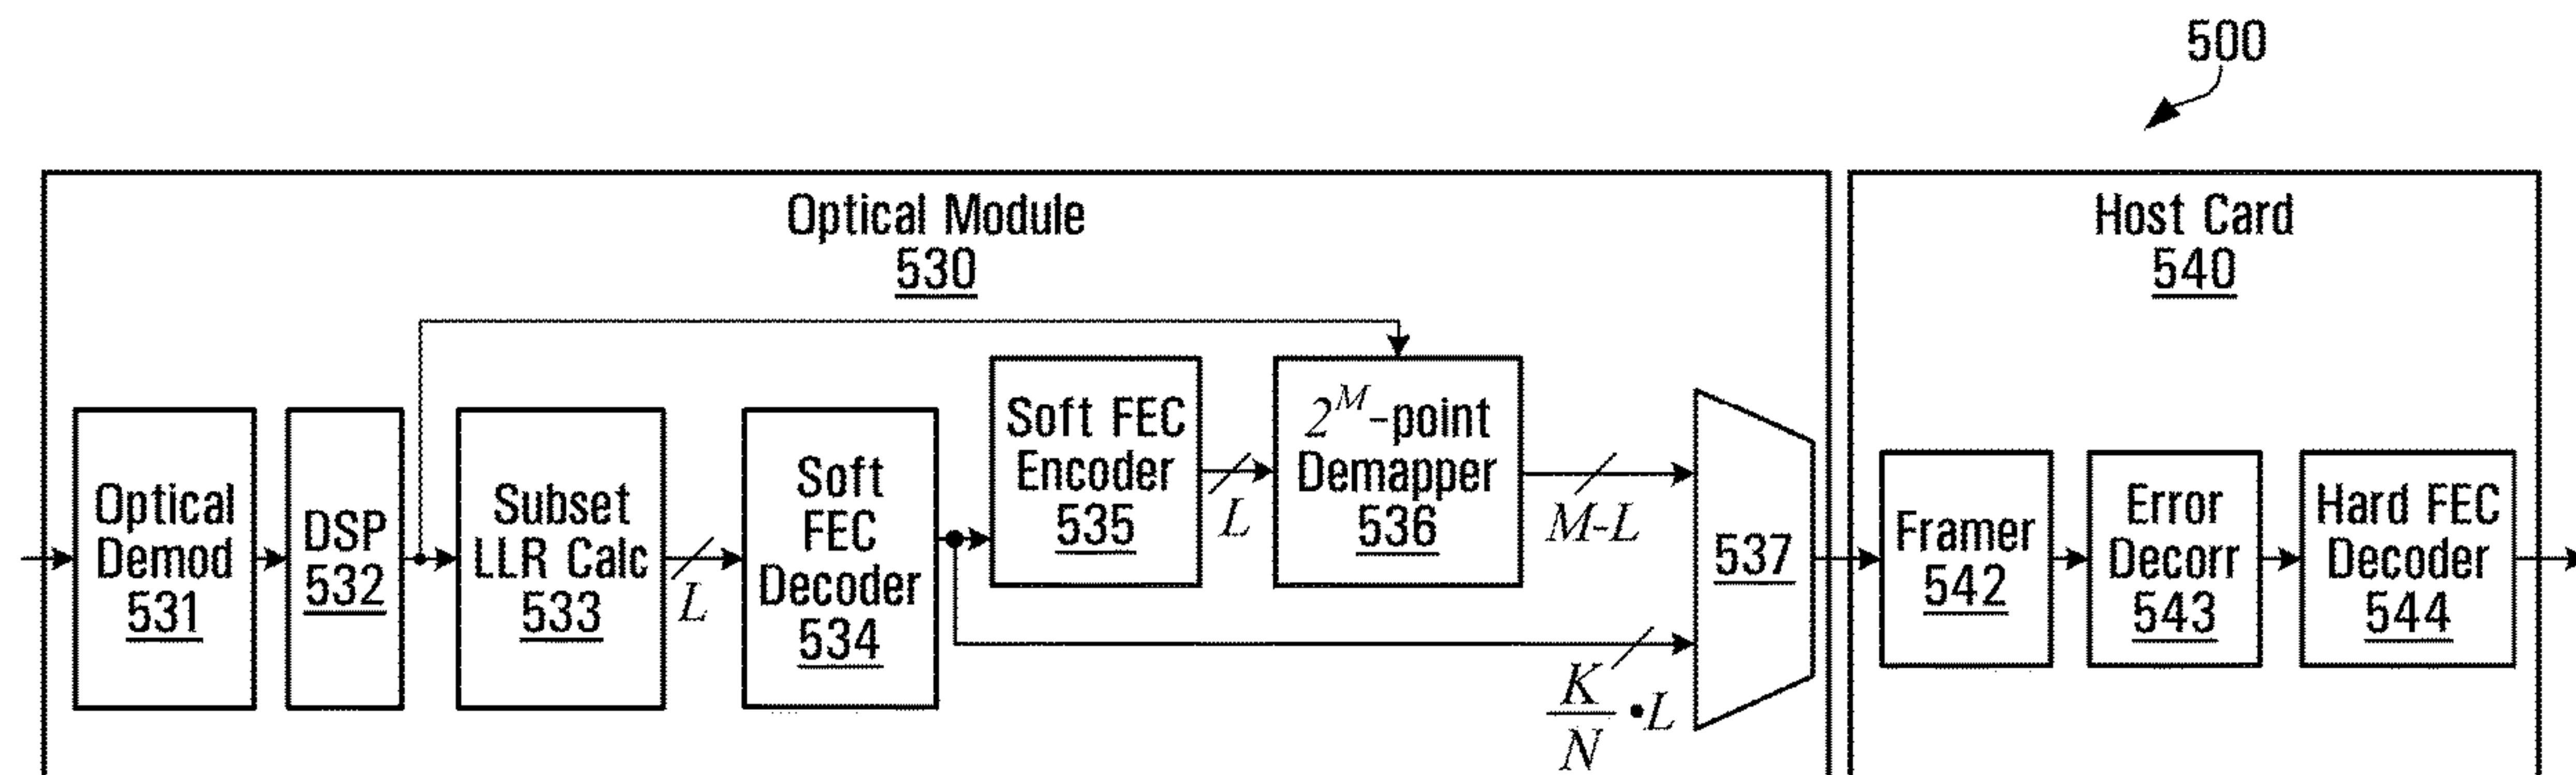 500
Optical Module
530
Host Card
540
Optical
Demod
531
DSP
532
Subset
LLR Calc
533
L
Soft
FEC
Decoder
534
Soft FEC
Encoder
535
L
2^M-point
Demapper
536
M-L
K
N
•L
537
Framer
542
Error
Decorr
543
Hard FEC
Decoder
544